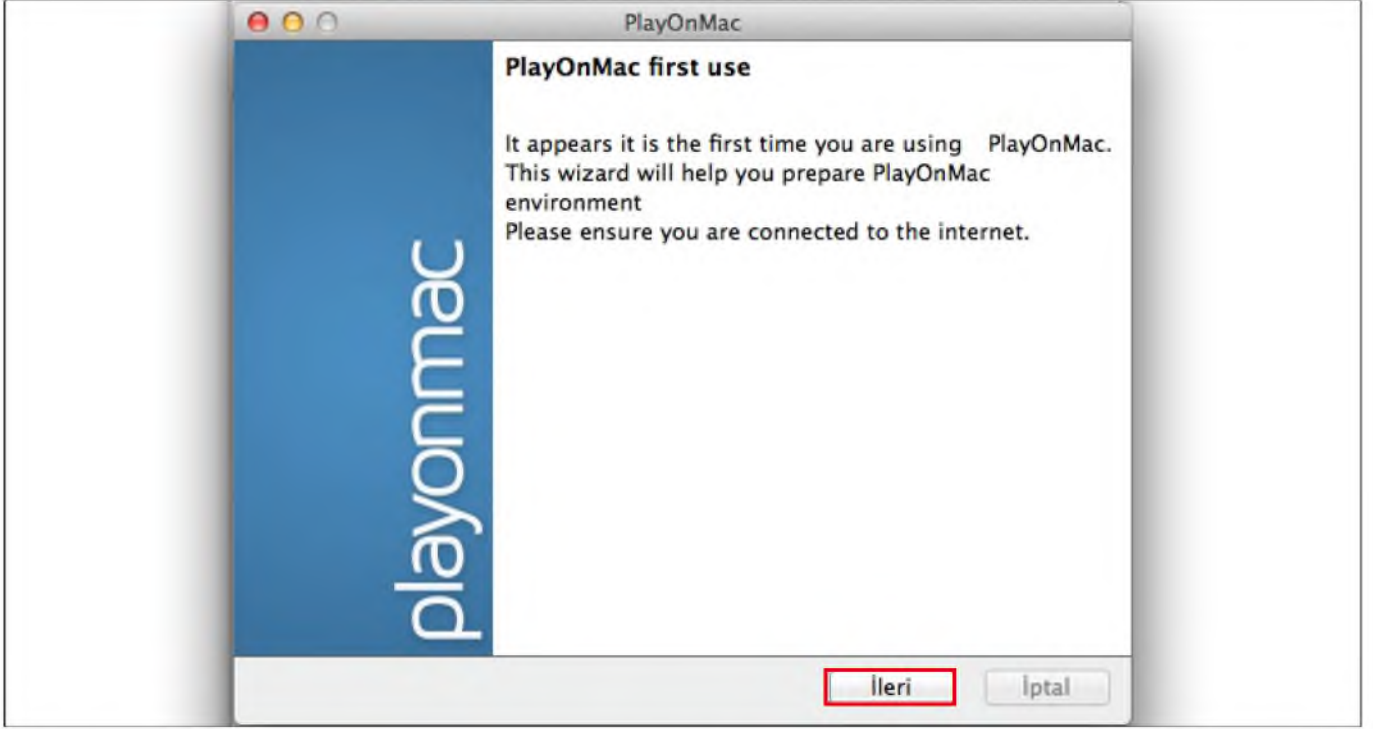 PlayOnMac
PlayOnMac first use
It appears it is the first time you are using PlayOnMac.
This wizard will help you prepare PlayOnMac
environment
Please ensure you are connected to the internet.
playonmac
İleri
İptal